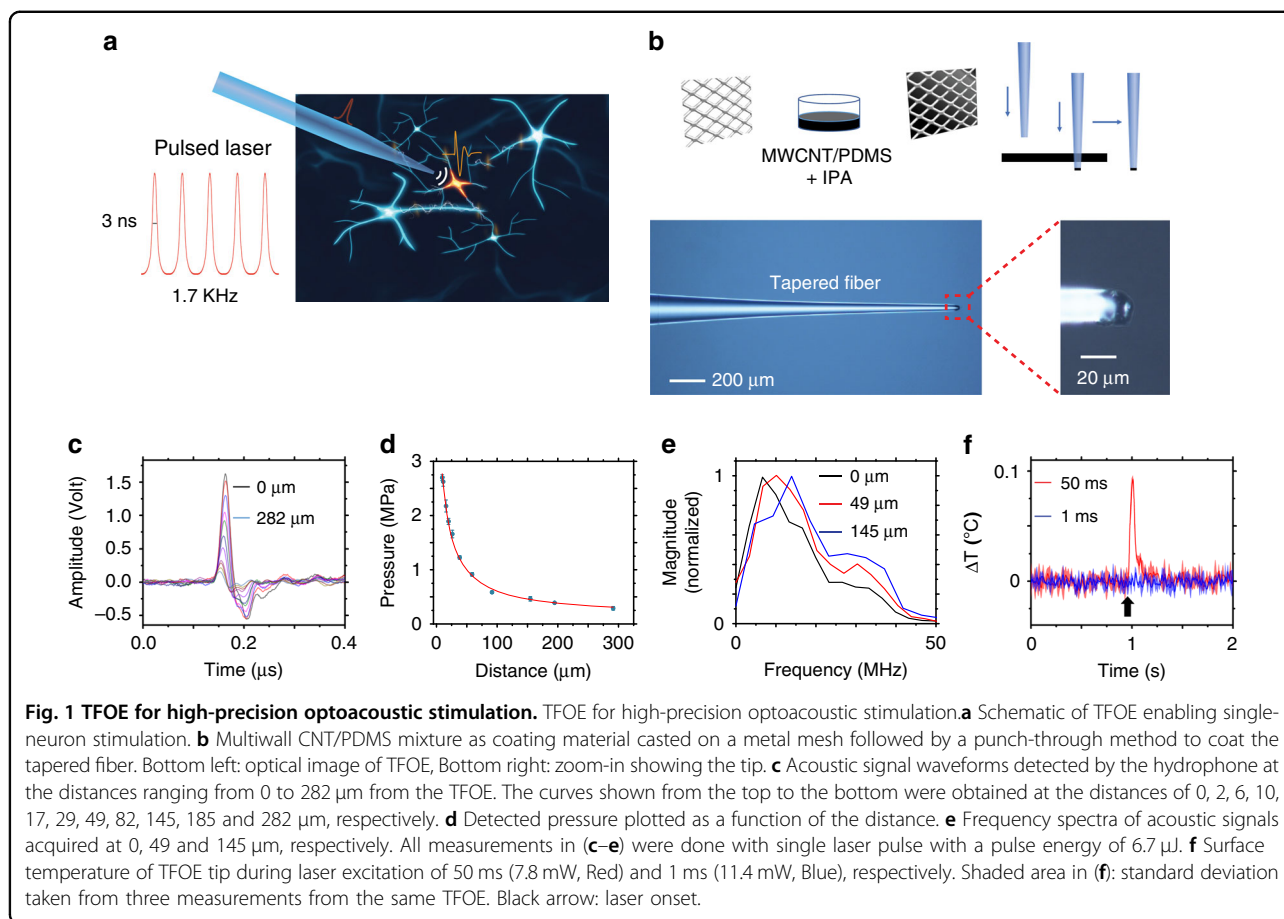 a
Pulsed laser
3 ns
1.7 KHz
b
MWCNT/PDMS
+ IPA
Tapered fiber
200 μm
20 μm
c
Amplitude (Volt)
1.5
1.0
0.5
0.0
–0.5
0 μm
282 μm
0.0
0.2
0.4
Time (μs)
d
Pressure (MPa)
3
2
1
0
0
50
100
150
200
250
300
Distance (μm)
e
Magnitude
(normalized)
1
0
0 μm
49 μm
145 μm
0
50
Frequency (MHz)
f
ΔT (°C)
0.1
0
50 ms
1 ms
0
1
2
Time (s)
Fig. 1 TFOE for high-precision optoacoustic stimulation. TFOE for high-precision optoacoustic stimulation.a Schematic of TFOE enabling single-
neuron stimulation. b Multiwall CNT/PDMS mixture as coating material casted on a metal mesh followed by a punch-through method to coat the
tapered fiber. Bottom left: optical image of TFOE, Bottom right: zoom-in showing the tip. c Acoustic signal waveforms detected by the hydrophone at
the distances ranging from 0 to 282 μm from the TFOE. The curves shown from the top to the bottom were obtained at the distances of 0, 2, 6, 10,
17, 29, 49, 82, 145, 185 and 282 μm, respectively. d Detected pressure plotted as a function of the distance. e Frequency spectra of acoustic signals
acquired at 0, 49 and 145 μm, respectively. All measurements in (c–e) were done with single laser pulse with a pulse energy of 6.7 μJ. f Surface
temperature of TFOE tip during laser excitation of 50 ms (7.8 mW, Red) and 1 ms (11.4 mW, Blue), respectively. Shaded area in (f): standard deviation
taken from three measurements from the same TFOE. Black arrow: laser onset.